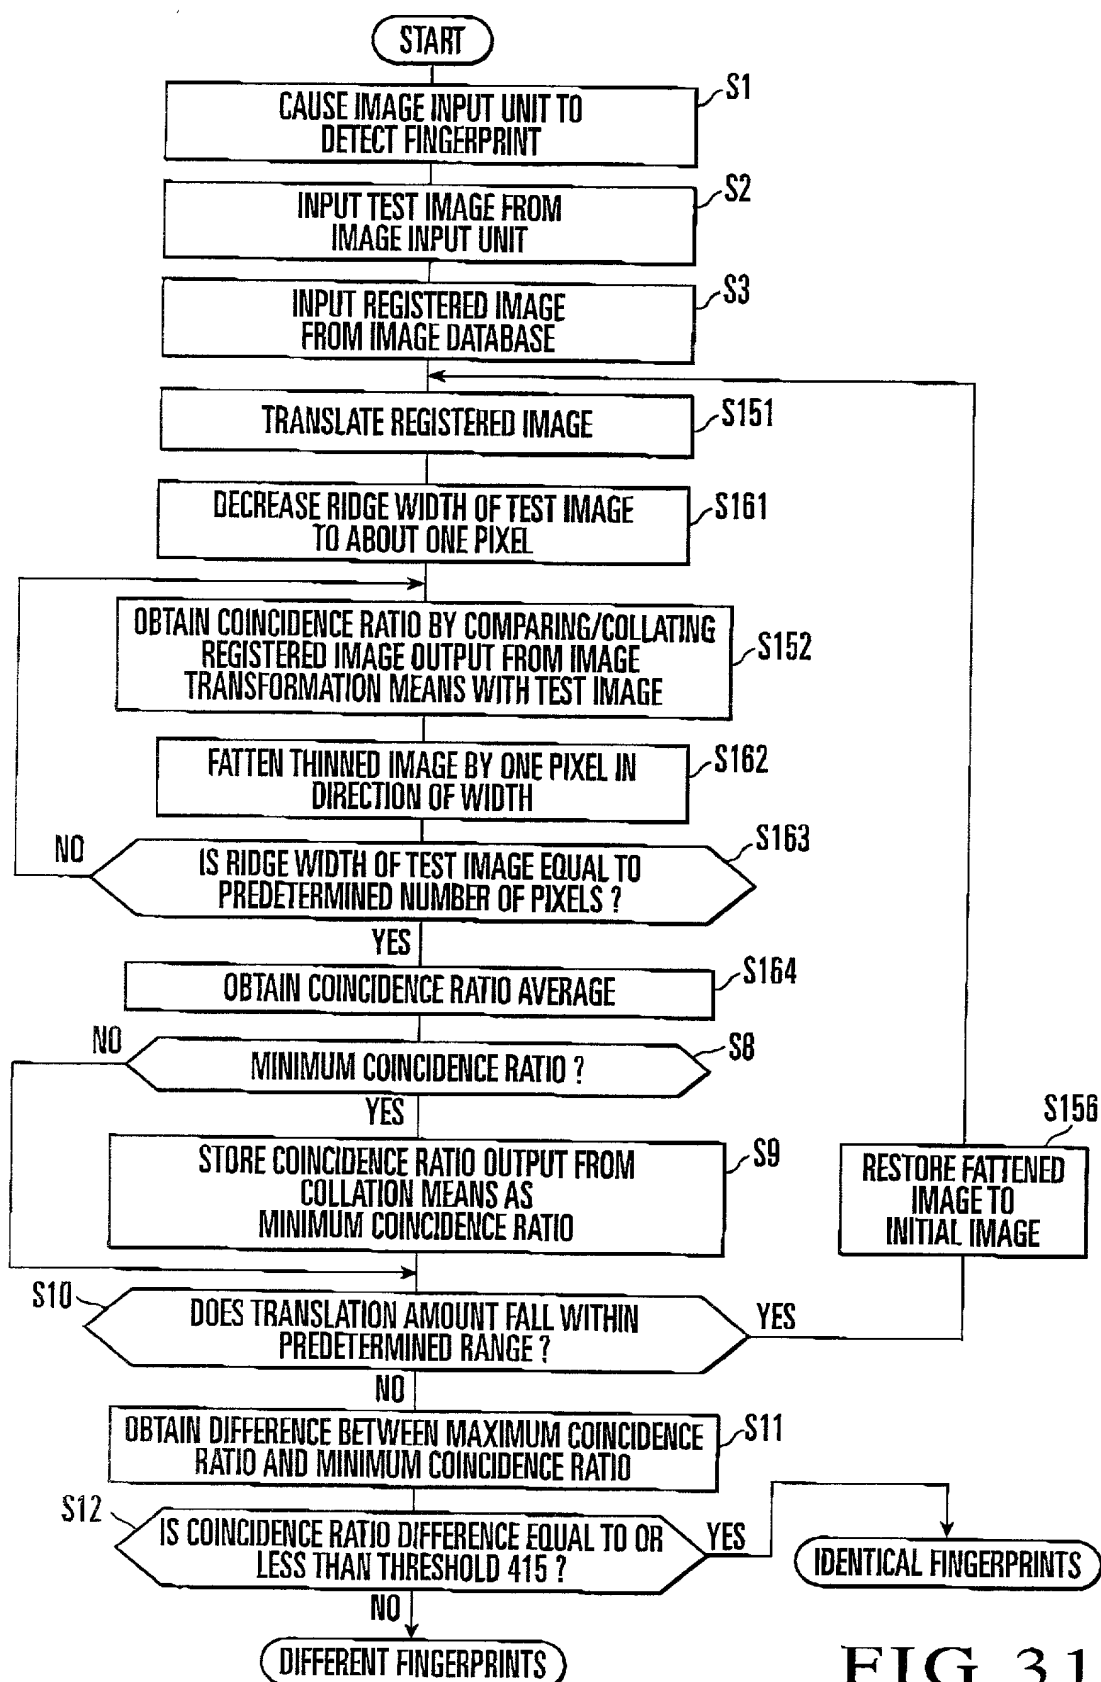 START
S1
CAUSE IMAGE INPUT UNIT TO
DETECT FINGERPRINT
S2
INPUT TEST IMAGE FROM
IMAGE INPUT UNIT
S3
INPUT REGISTERED IMAGE
FROM IMAGE DATABASE
S151
TRANSLATE REGISTERED IMAGE
S161
DECREASE RIDGE WIDTH OF TEST IMAGE
TO ABOUT ONE PIXEL
S152
OBTAIN COINCIDENCE RATIO BY COMPARING/COLLATING
REGISTERED IMAGE OUTPUT FROM IMAGE
TRANSFORMATION MEANS WITH TEST IMAGE
S162
FATTEN THINNED IMAGE BY ONE PIXEL IN
DIRECTION OF WIDTH
S163
NO
IS RIDGE WIDTH OF TEST IMAGE EQUAL TO
PREDETERMINED NUMBER OF PIXELS ?
YES
S164
OBTAIN COINCIDENCE RATIO AVERAGE
NO
S8
MINIMUM COINCIDENCE RATIO ?
YES
S9
STORE COINCIDENCE RATIO OUTPUT FROM
COLLATION MEANS AS
MINIMUM COINCIDENCE RATIO
S156
RESTORE FATTENED
IMAGE TO
INITIAL IMAGE
S10
DOES TRANSLATION AMOUNT FALL WITHIN
PREDETERMINED RANGE ?
YES
NO
S11
OBTAIN DIFFERENCE BETWEEN MAXIMUM COINCIDENCE
RATIO AND MINIMUM COINCIDENCE RATIO
S12
IS COINCIDENCE RATIO DIFFERENCE EQUAL TO OR
LESS THAN THRESHOLD 415 ?
YES
IDENTICAL FINGERPRINTS
NO
DIFFERENT FINGERPRINTS
FIG.31